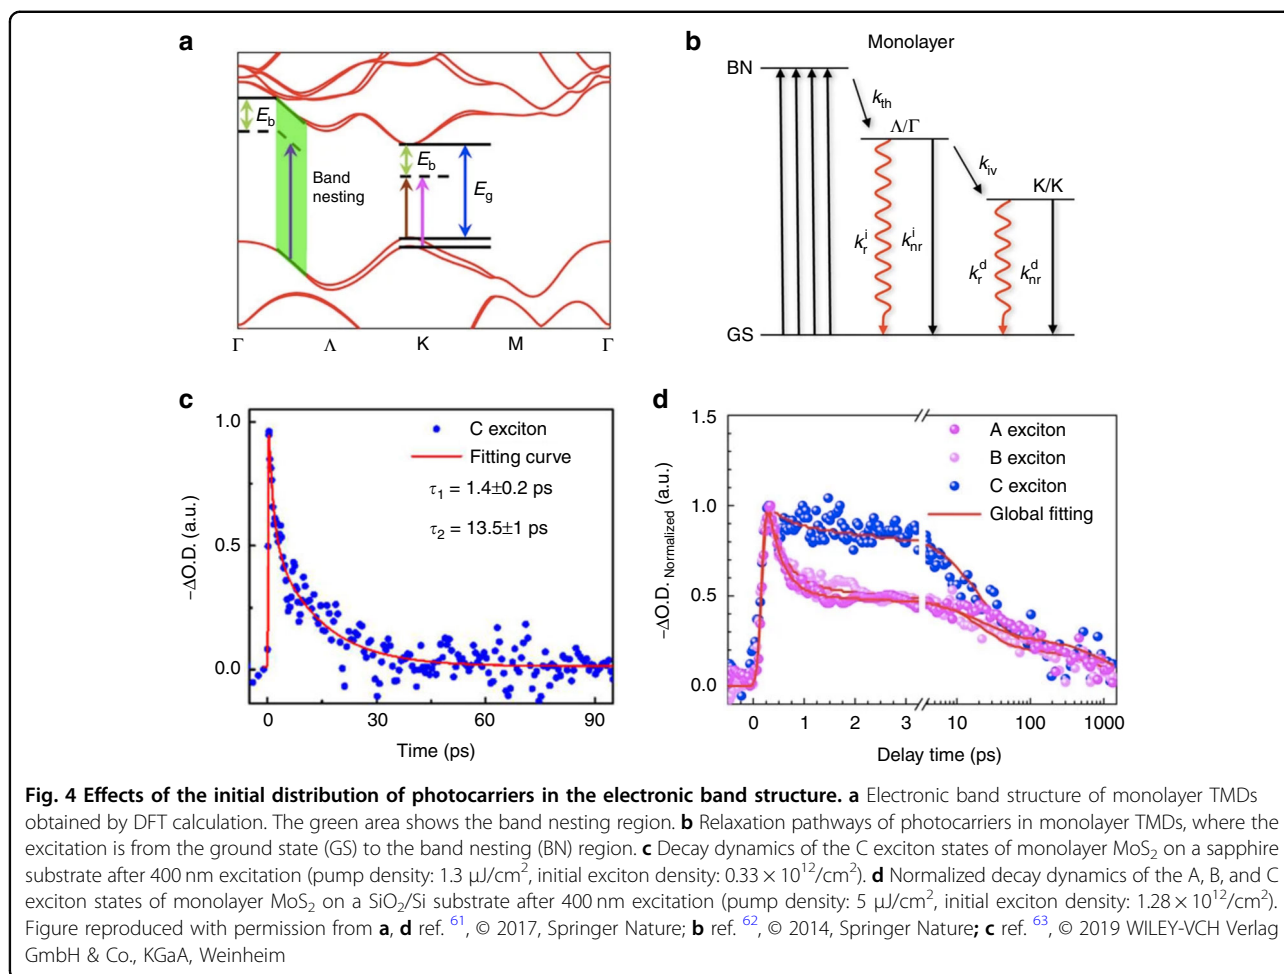 a
E_b
Band
nesting
E_b
E_g
Γ Λ K M Γ
b
Monolayer
BN
k_th
Λ/Γ
k_iv
K/K
k_r^i
k_nr^i
k_r^d
k_nr^d
GS
c
1.0
0.5
0.0
−ΔO.D. (a.u.)
C exciton
Fitting curve
τ₁ = 1.4±0.2 ps
τ₂ = 13.5±1 ps
0 30 60 90
Time (ps)
d
1.5
1.0
0.5
0.0
−ΔO.D. Normalized (a.u.)
A exciton
B exciton
C exciton
Global fitting
0 1 2 3 10 100 1000
Delay time (ps)
Fig. 4 Effects of the initial distribution of photocarriers in the electronic band structure. a Electronic band structure of monolayer TMDs
obtained by DFT calculation. The green area shows the band nesting region. b Relaxation pathways of photocarriers in monolayer TMDs, where the
excitation is from the ground state (GS) to the band nesting (BN) region. c Decay dynamics of the C exciton states of monolayer MoS₂ on a sapphire
substrate after 400 nm excitation (pump density: 1.3 μJ/cm², initial exciton density: 0.33 × 10¹²/cm²). d Normalized decay dynamics of the A, B, and C
exciton states of monolayer MoS₂ on a SiO₂/Si substrate after 400 nm excitation (pump density: 5 μJ/cm², initial exciton density: 1.28 × 10¹²/cm²).
Figure reproduced with permission from a, d ref. ⁶¹, © 2017, Springer Nature; b ref. ⁶², © 2014, Springer Nature; c ref. ⁶³, © 2019 WILEY-VCH Verlag
GmbH & Co., KGaA, Weinheim